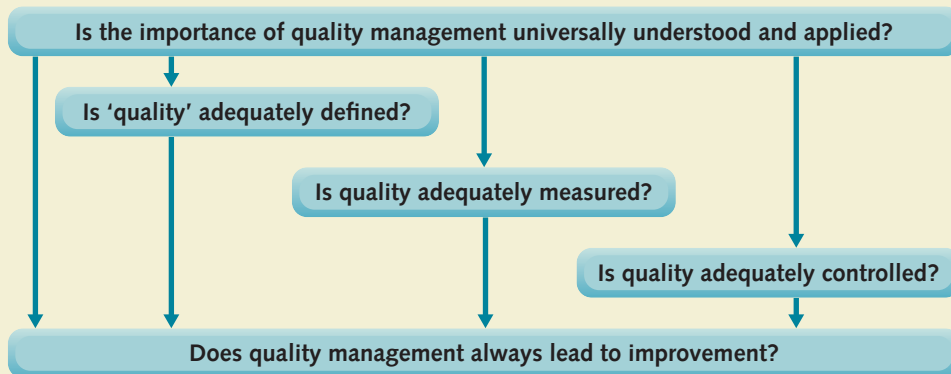 Is the importance of quality management universally understood and applied?
Is ‘quality’ adequately defined?
Is quality adequately measured?
Is quality adequately controlled?
Does quality management always lead to improvement?